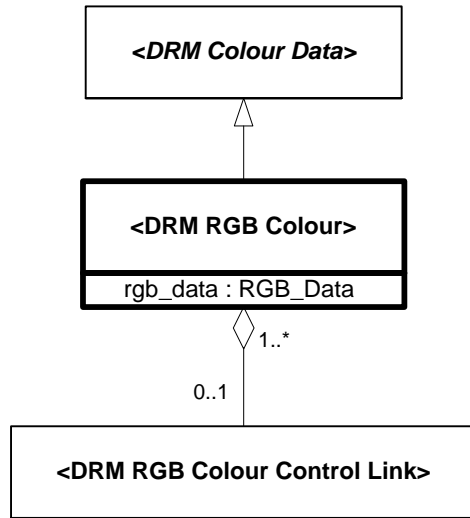 <DRM Colour Data>
<DRM RGB Colour>
rgb_data : RGB_Data
1..*
0..1
<DRM RGB Colour Control Link>